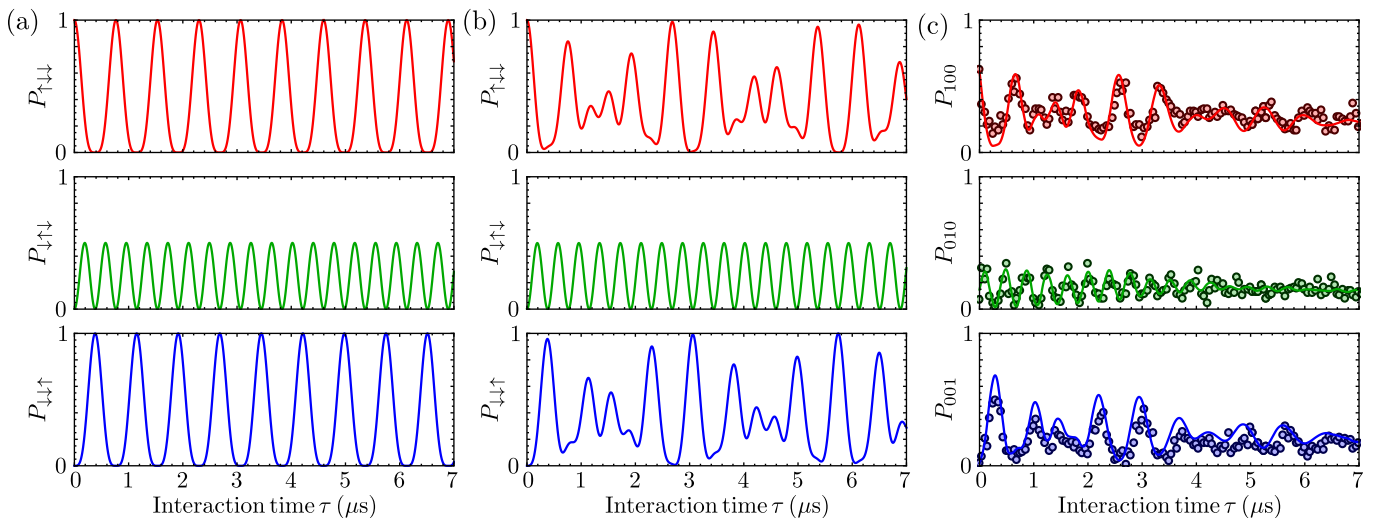 (a)
1
P↑↓↓
0
1
P↓↑↓
0
1
P↓↓↑
0
0 1 2 3 4 5 6 7
Interaction time τ (μs)
(b)
1
P↑↓↓
0
1
P↓↑↓
0
1
P↓↓↑
0
0 1 2 3 4 5 6 7
Interaction time τ (μs)
(c)
1
P100
0
1
P010
0
1
P001
0
0 1 2 3 4 5 6 7
Interaction time τ (μs)